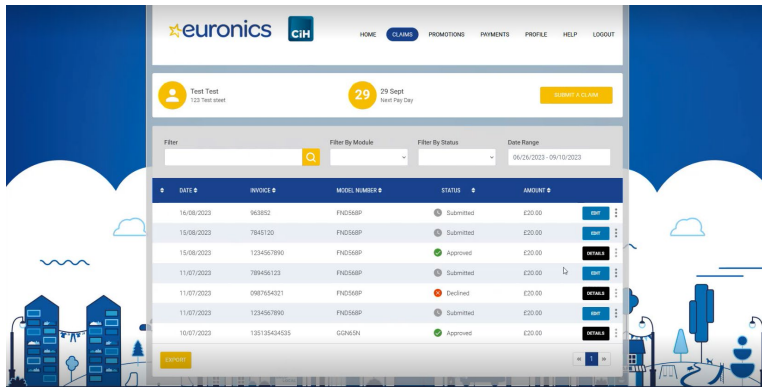 euronics CiH HOME CLAIMS PROMOTIONS PAYMENTS PROFILE HELP LOGOUT
Test Test
123 Test steet
29
29 Sept
Next Pay Day
SUBMIT A CLAIM
Filter Filter By Module Filter By Status Date Range
06/26/2023 - 09/10/2023
DATE INVOICE MODEL NUMBER STATUS AMOUNT
16/08/2023 963852 FND568P Submitted £20.00 EDIT
15/08/2023 7845120 FND568P Submitted £20.00 EDIT
15/08/2023 1234567890 FND568P Approved £20.00 DETAILS
11/07/2023 789456123 FND568P Submitted £20.00 EDIT
11/07/2023 0987654321 FND568P Declined £20.00 DETAILS
11/07/2023 1234567890 FND568P Submitted £20.00 EDIT
10/07/2023 135135434535 GGN65N Approved £20.00 DETAILS
EXPORT « 1 »